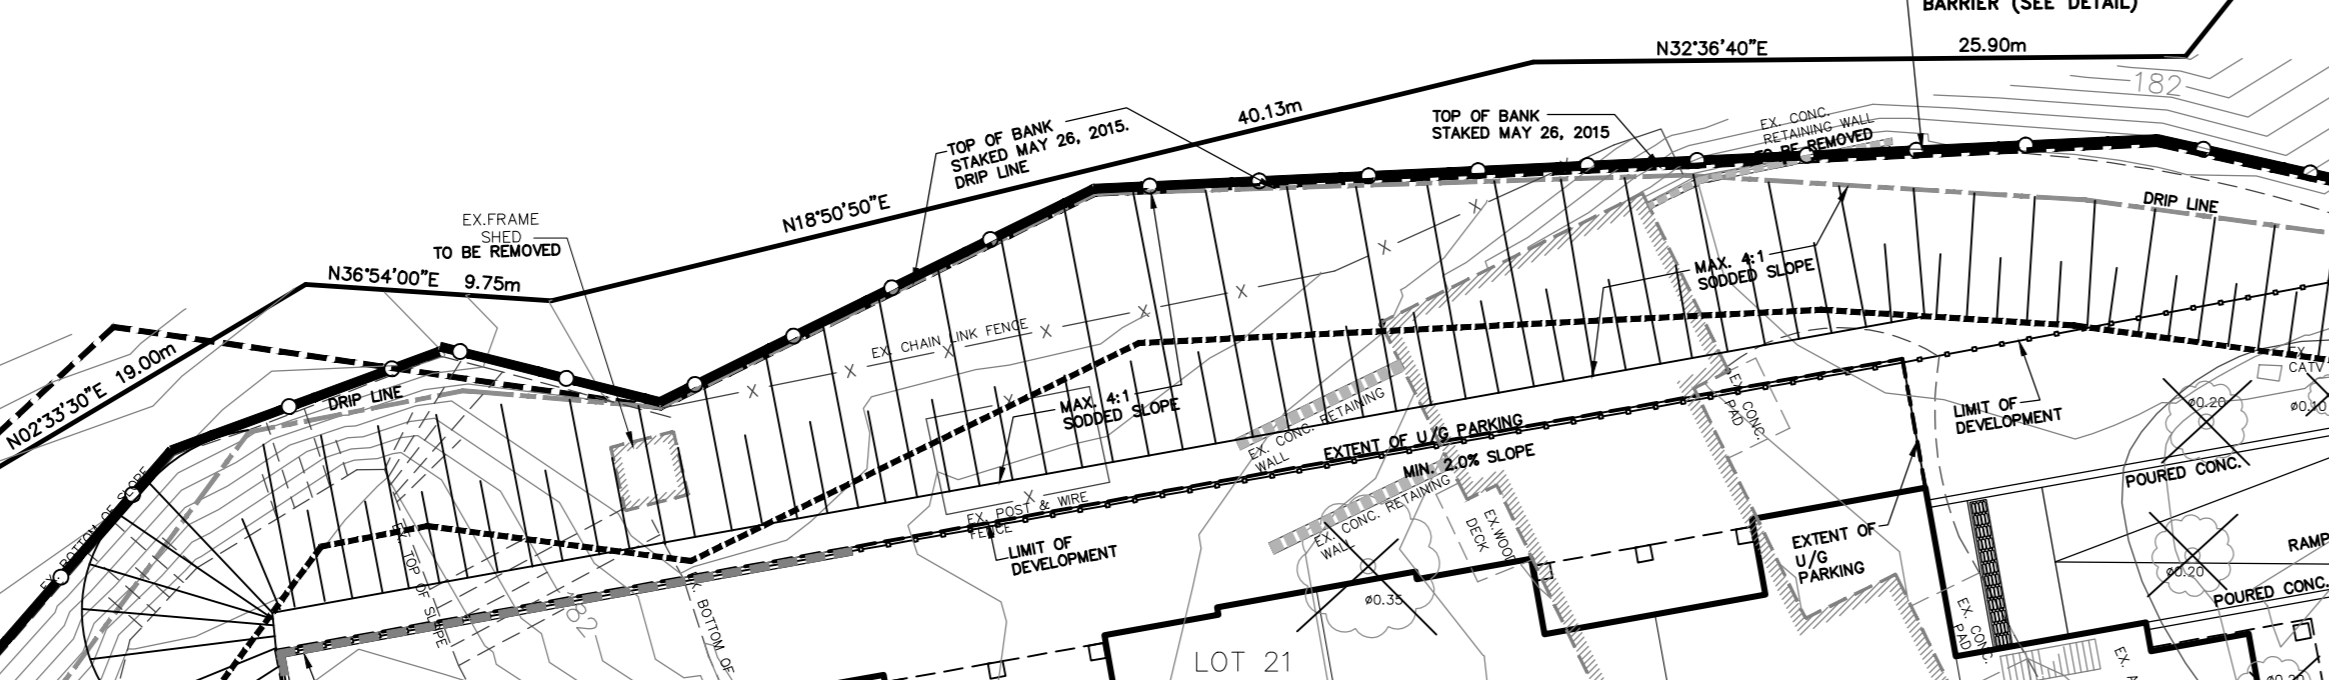 BARRIER (SEE DETAIL)
N32°36'40"E
25.90m
182
40.13m
TOP OF BANK
STAKED MAY 26, 2015.
DRIP LINE
TOP OF BANK
STAKED MAY 26, 2015
EX. CONC.
RETAINING WALL
TO BE REMOVED
N18°50'50"E
DRIP LINE
EX.FRAME
SHED
TO BE REMOVED
N36°54'00"E
9.75m
MAX. 4:1
SODDED SLOPE
EX. CHAIN LINK FENCE
X
X
X
X
X
X
X
X
X
X
N02°33'30"E 19.00m
DRIP LINE
MAX. 4:1
SODDED SLOPE
EX. CONC. RETAINING
WALL
EXTENT OF U/G PARKING
MIN. 2.0% SLOPE
EX. CONC.
PAD
LIMIT OF
DEVELOPMENT
EX.
CATV
ø0.20
ø0.10
POURED CONC.
EX. BOTTOM OF SLOPE
EX. TOP OF SLOPE
EX. POST & WIRE
FENCE
LIMIT OF
DEVELOPMENT
EX. CONC. RETAINING
WALL
EX.WOOD
DECK
EXTENT OF
U/G
PARKING
RAMP
ø0.20
POURED CONC.
ø0.35
EX. BOTTOM OF
LOT 21
EX. CONC.
PAD